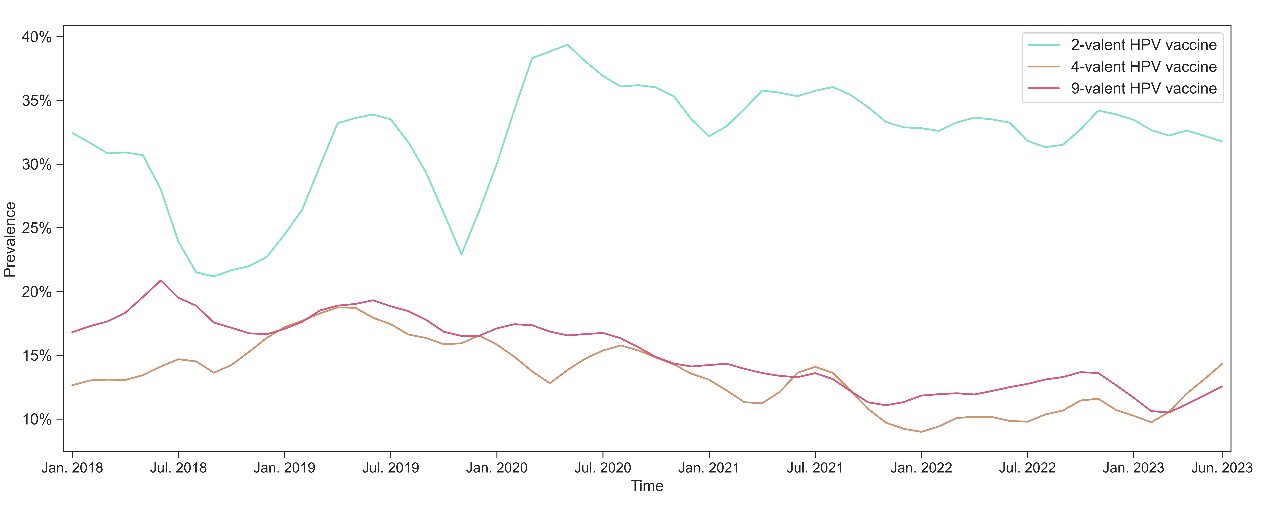 40%
35%
30%
25%
20%
15%
10%
Prevalence
2-valent HPV vaccine
4-valent HPV vaccine
9-valent HPV vaccine
Jan. 2018 Jul. 2018 Jan. 2019 Jul. 2019 Jan. 2020 Jul. 2020 Jan. 2021 Jul. 2021 Jan. 2022 Jul. 2022 Jan. 2023 Jun. 2023
Time